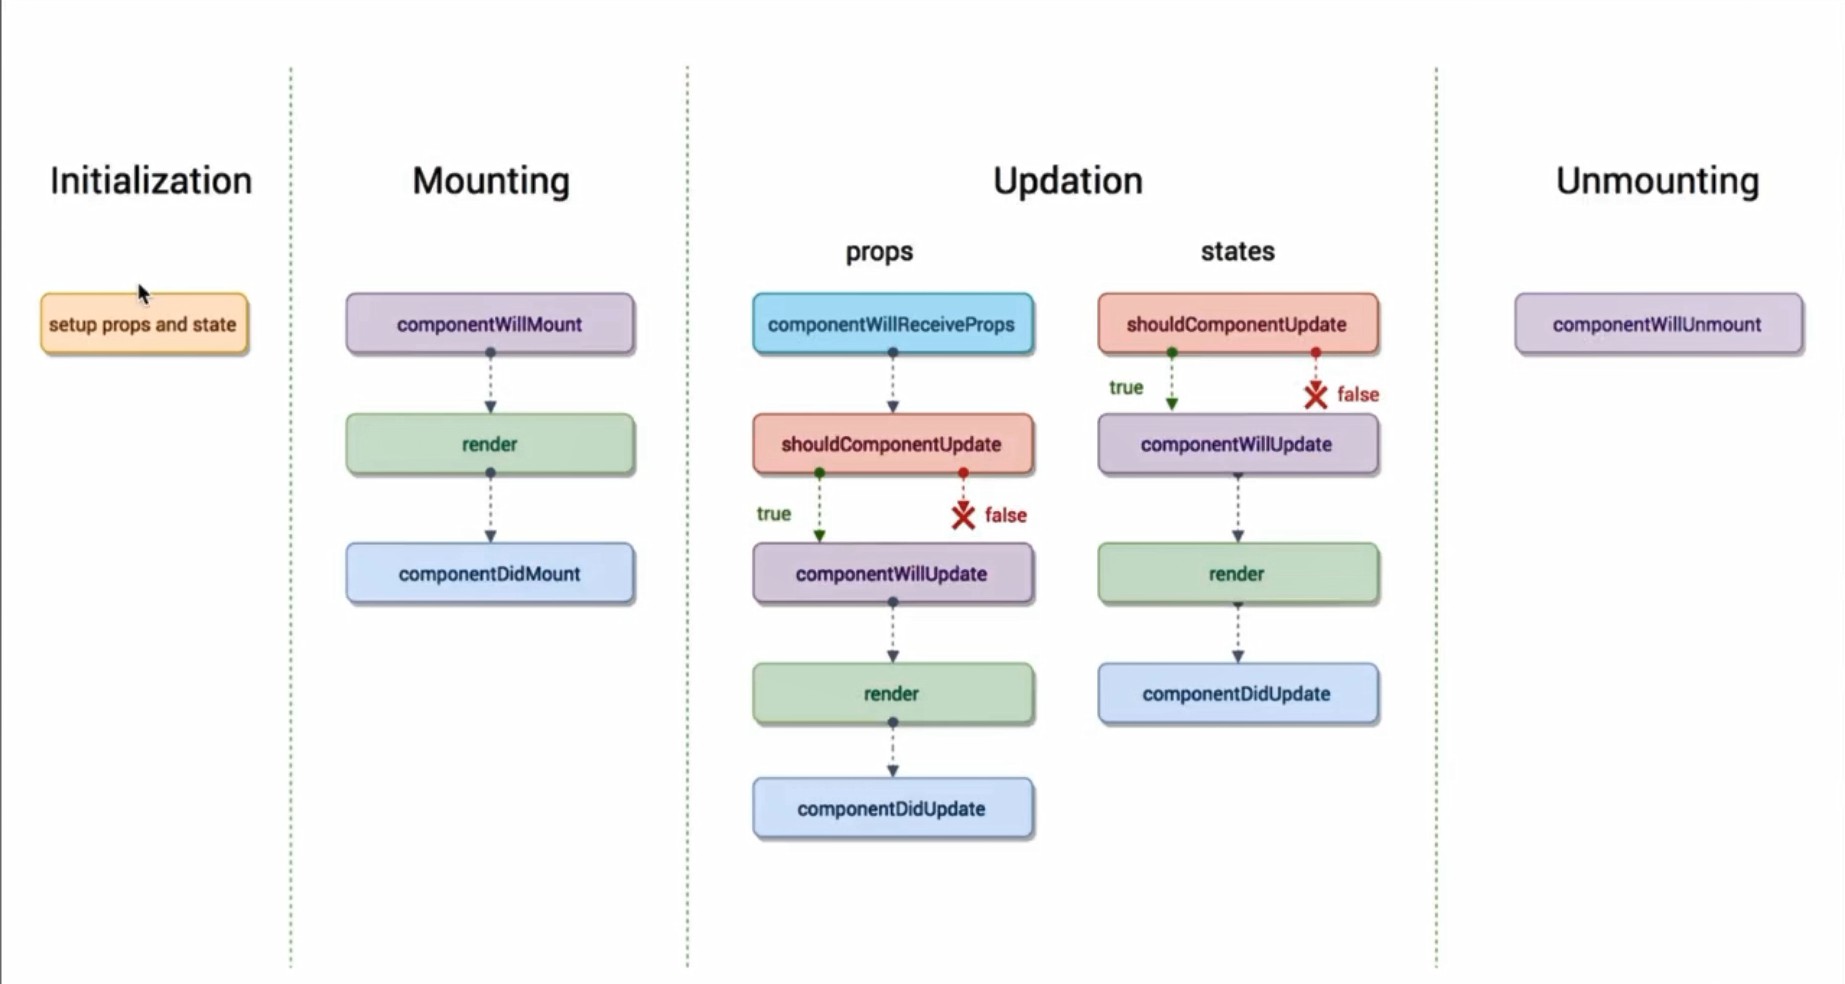 Initialization
setup props and state
Mounting
componentWillMount
render
componentDidMount
Updation
props
componentWillReceiveProps
shouldComponentUpdate
true
false
componentWillUpdate
render
componentDidUpdate
states
shouldComponentUpdate
true
false
componentWillUpdate
render
componentDidUpdate
Unmounting
componentWillUnmount